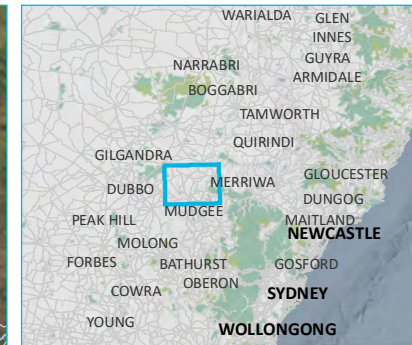 WARIALDA
GLEN
INNES
GUYRA
NARRABRI
ARMIDALE
BOGGABRI
TAMWORTH
QUIRINDI
GILGANDRA
GLOUCESTER
DUBBO
MERRIWA
DUNGOG
MUDGEE
PEAK HILL
MAITLAND
NEWCASTLE
MOLONG
FORBES
BATHURST
GOSFORD
OBERON
COWRA
SYDNEY
YOUNG
WOLLONGONG